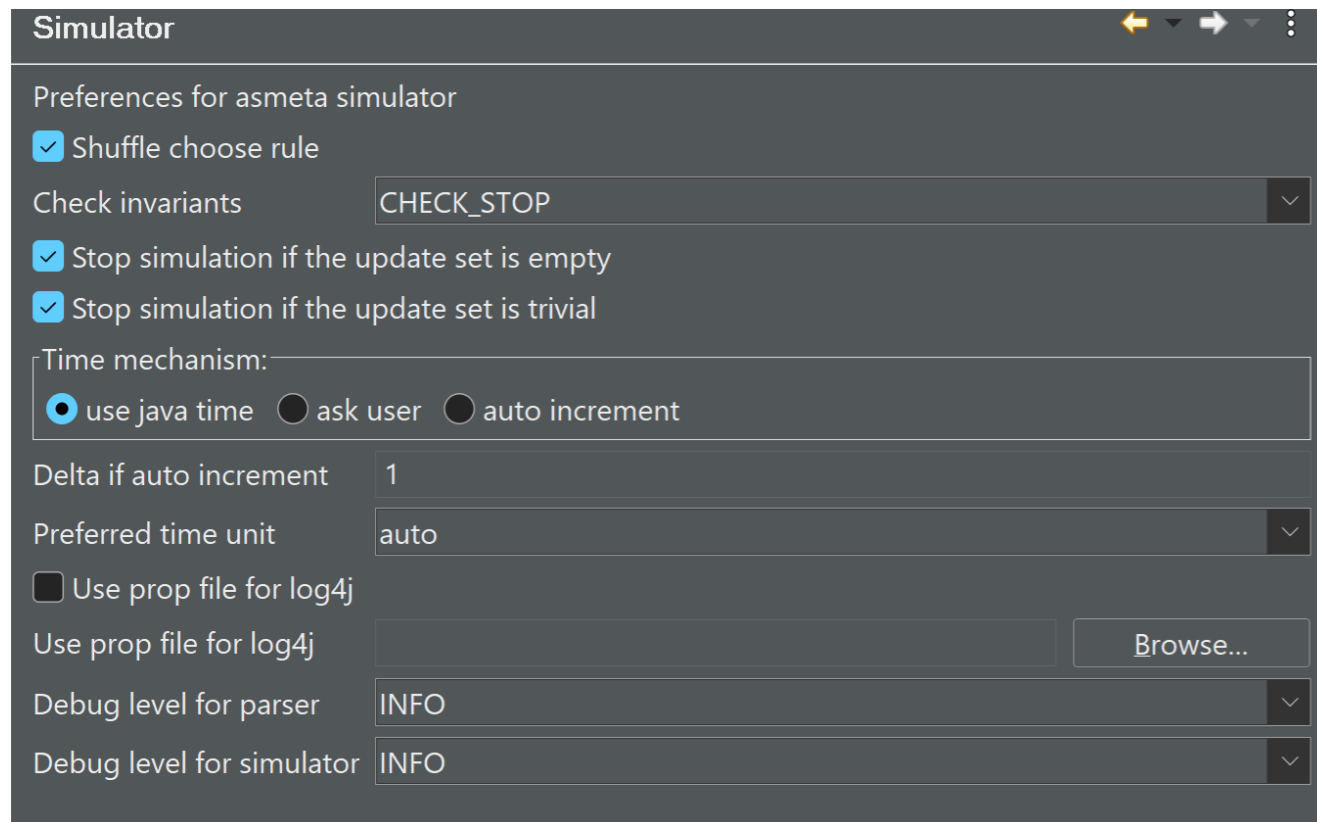 Simulator
Preferences for asmeta simulator
Shuffle choose rule
Check invariants CHECK_STOP
Stop simulation if the update set is empty
Stop simulation if the update set is trivial
Time mechanism:
use java time ask user auto increment
Delta if auto increment 1
Preferred time unit auto
Use prop file for log4j
Use prop file for log4j Browse...
Debug level for parser INFO
Debug level for simulator INFO